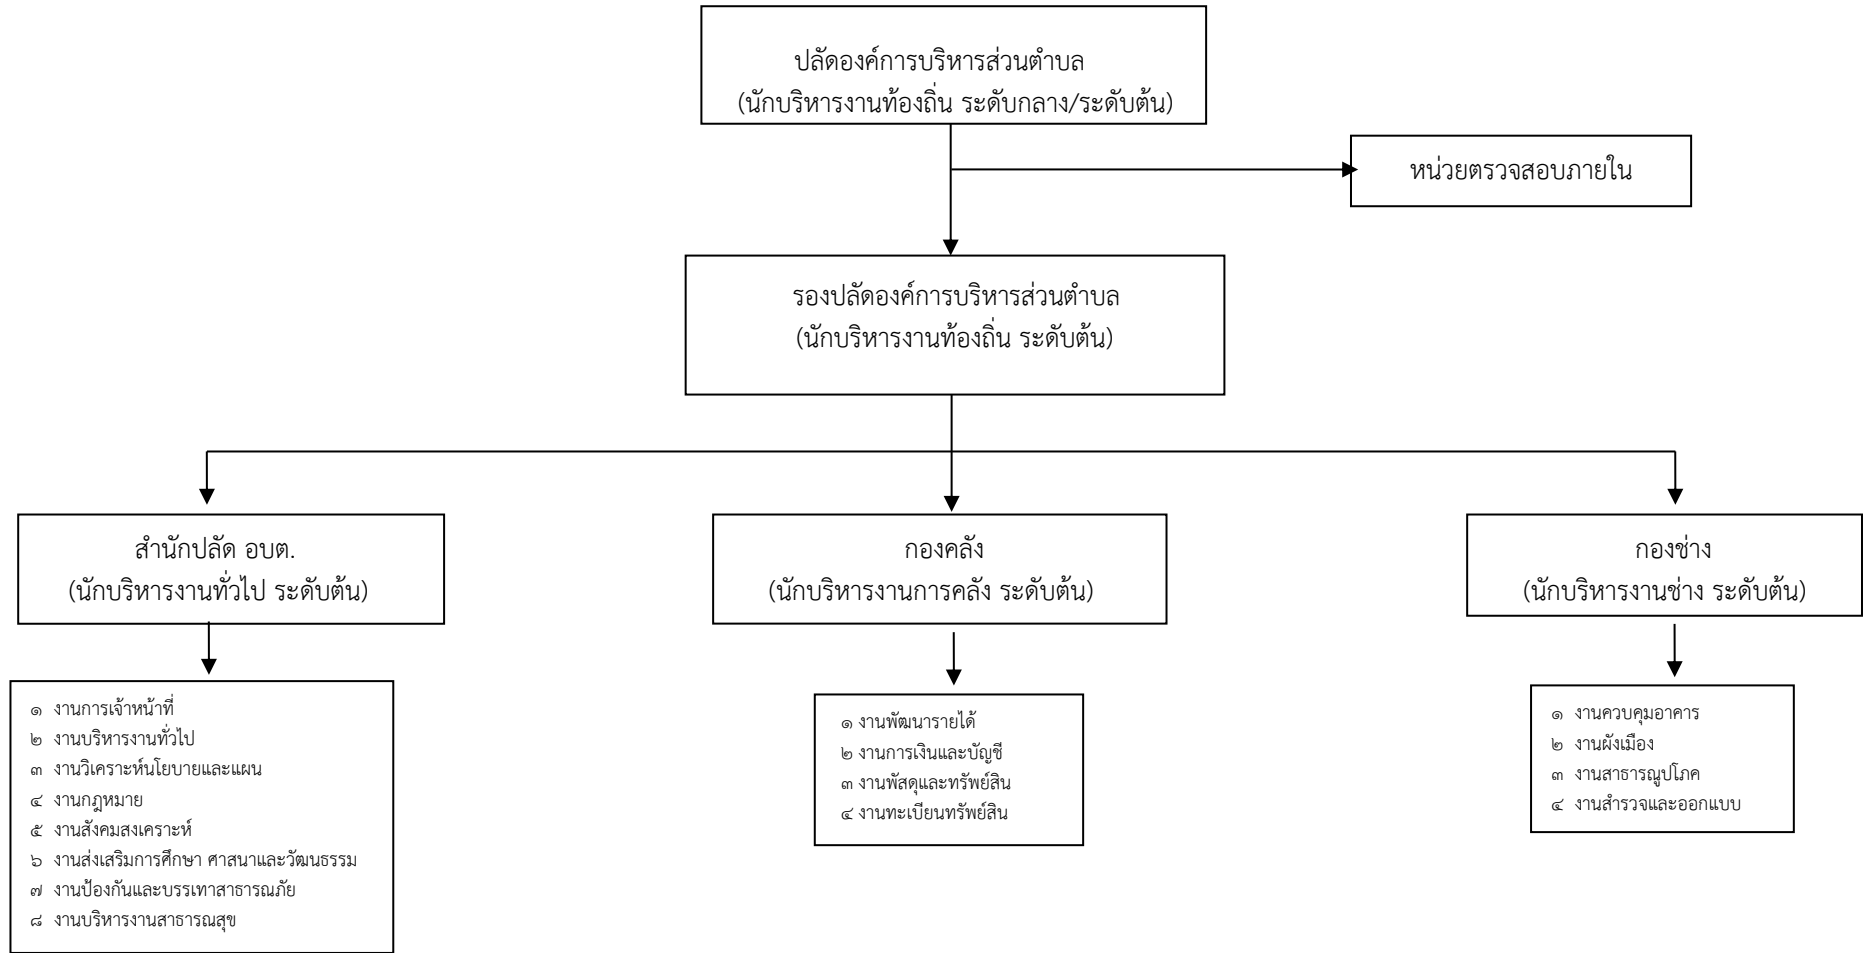 ปลัดองค์การบริหารส่วนตำบล
(นักบริหารงานท้องถิ่น ระดับกลาง/ระดับต้น)
หน่วยตรวจสอบภายใน
รองปลัดองค์การบริหารส่วนตำบล
(นักบริหารงานท้องถิ่น ระดับต้น)
สำนักปลัด อบต.
(นักบริหารงานทั่วไป ระดับต้น)
กองคลัง
(นักบริหารงานการคลัง ระดับต้น)
กองช่าง
(นักบริหารงานช่าง ระดับต้น)
๑ งานการเจ้าหน้าที่
๒ งานบริหารงานทั่วไป
๓ งานวิเคราะห์นโยบายและแผน
๔ งานกฎหมาย
๕ งานสังคมสงเคราะห์
๖ งานส่งเสริมการศึกษา ศาสนาและวัฒนธรรม
๗ งานป้องกันและบรรเทาสาธารณภัย
๘ งานบริหารงานสาธารณสุข
๑ งานพัฒนารายได้
๒ งานการเงินและบัญชี
๓ งานพัสดุและทรัพย์สิน
๔ งานทะเบียนทรัพย์สิน
๑ งานควบคุมอาคาร
๒ งานผังเมือง
๓ งานสาธารณูปโภค
๔ งานสำรวจและออกแบบ